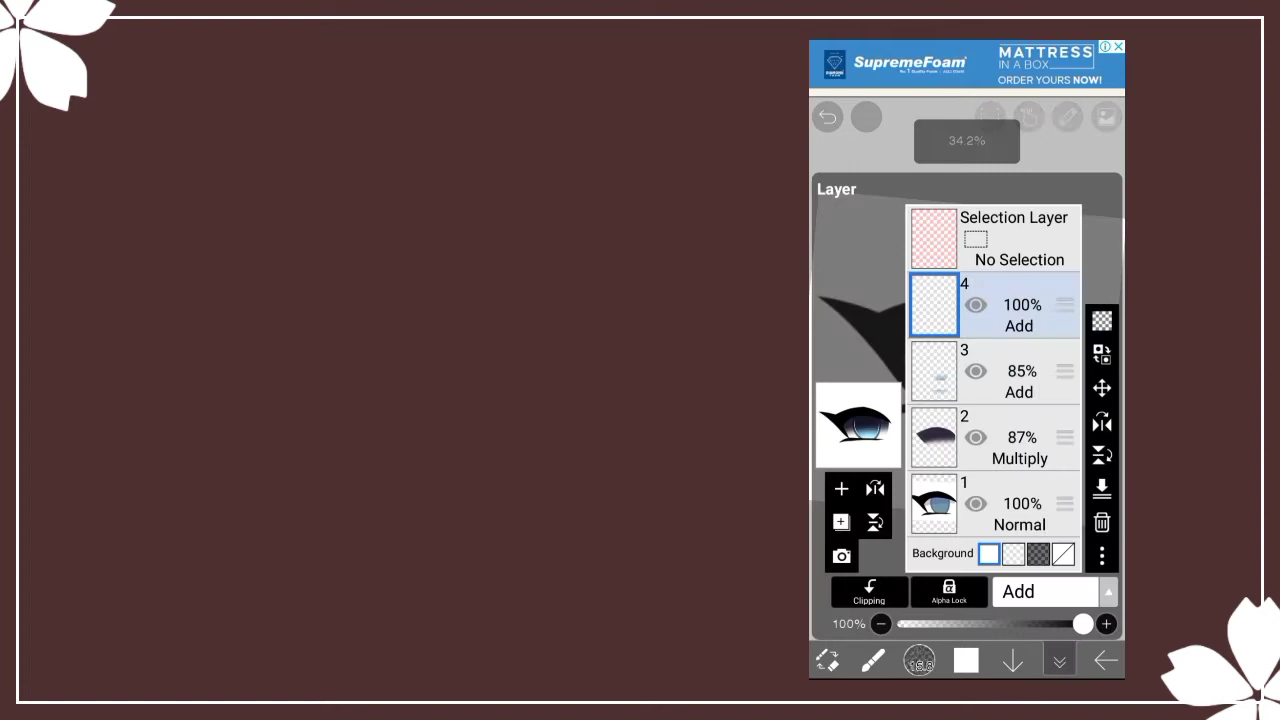 SupremeFoam
MATTRESS
IN A BOX
ORDER YOURS NOW!
34.2%
Layer
Selection Layer
No Selection
4
100%
Add
3
85%
Add
2
87%
Multiply
1
100%
Normal
Background
Clipping
Alpha Lock
Add
100%